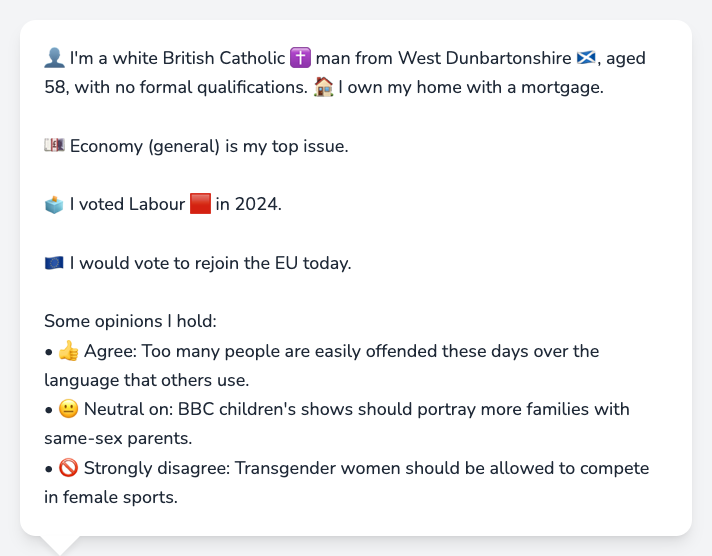 👤 I'm a white British Catholic ✝️ man from West Dunbartonshire 🏴󠁧󠁢󠁳󠁣󠁴󠁿, aged
58, with no formal qualifications. 🏠 I own my home with a mortgage.
💷 Economy (general) is my top issue.
🗳️ I voted Labour 🟥 in 2024.
🇪🇺 I would vote to rejoin the EU today.
Some opinions I hold:
• 👍 Agree: Too many people are easily offended these days over the
language that others use.
• 😐 Neutral on: BBC children's shows should portray more families with
same-sex parents.
• 🚫 Strongly disagree: Transgender women should be allowed to compete
in female sports.